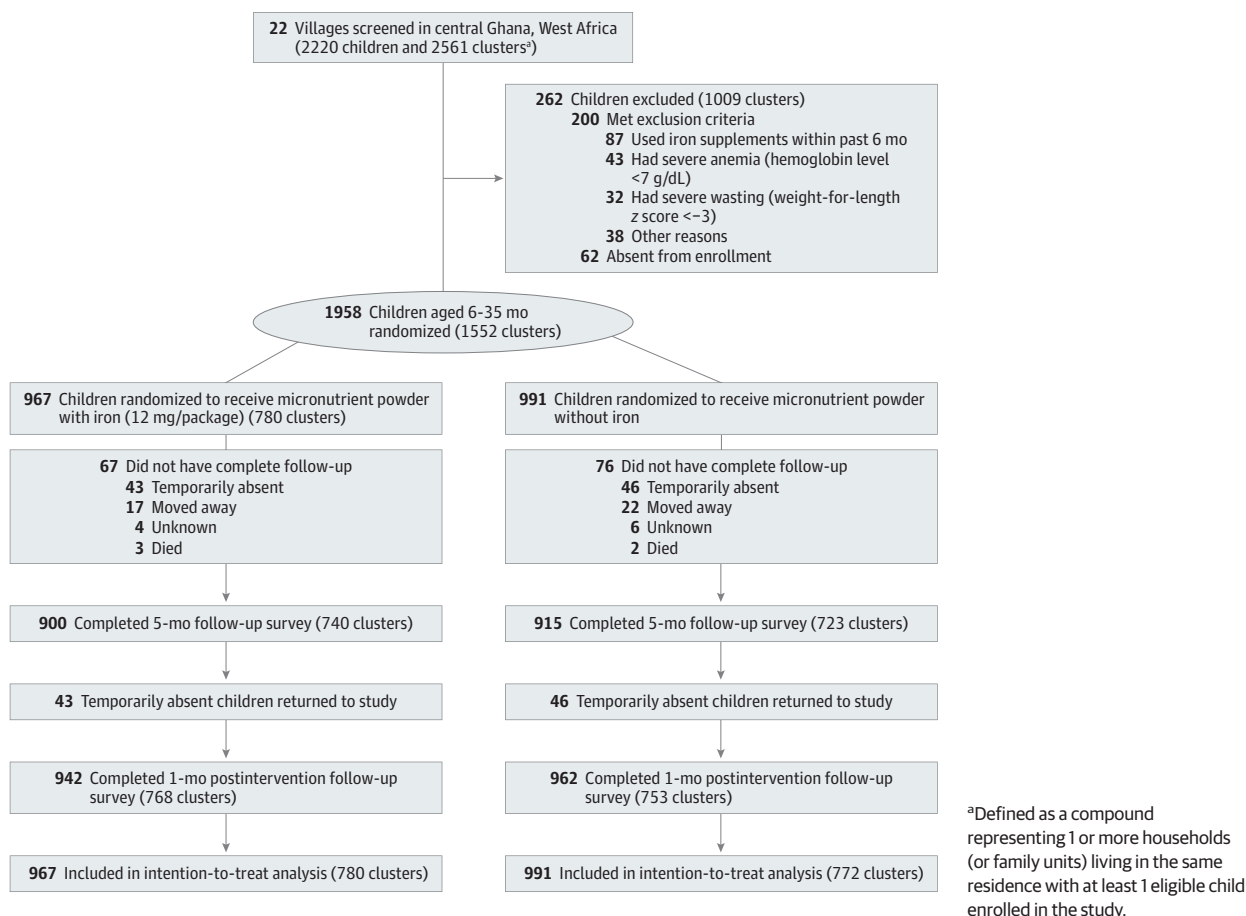 22 Villages screened in central Ghana, West Africa
(2220 children and 2561 clustersᵃ)
262 Children excluded (1009 clusters)
200 Met exclusion criteria
87 Used iron supplements within past 6 mo
43 Had severe anemia (hemoglobin level
<7 g/dL)
32 Had severe wasting (weight-for-length
z score <−3)
38 Other reasons
62 Absent from enrollment
1958 Children aged 6-35 mo
randomized (1552 clusters)
967 Children randomized to receive micronutrient powder
with iron (12 mg/package) (780 clusters)
991 Children randomized to receive micronutrient powder
without iron
67 Did not have complete follow-up
43 Temporarily absent
17 Moved away
4 Unknown
3 Died
76 Did not have complete follow-up
46 Temporarily absent
22 Moved away
6 Unknown
2 Died
900 Completed 5-mo follow-up survey (740 clusters)
915 Completed 5-mo follow-up survey (723 clusters)
43 Temporarily absent children returned to study
46 Temporarily absent children returned to study
942 Completed 1-mo postintervention follow-up
survey (768 clusters)
962 Completed 1-mo postintervention follow-up
survey (753 clusters)
967 Included in intention-to-treat analysis (780 clusters)
991 Included in intention-to-treat analysis (772 clusters)
ᵃDefined as a compound
representing 1 or more households
(or family units) living in the same
residence with at least 1 eligible child
enrolled in the study.